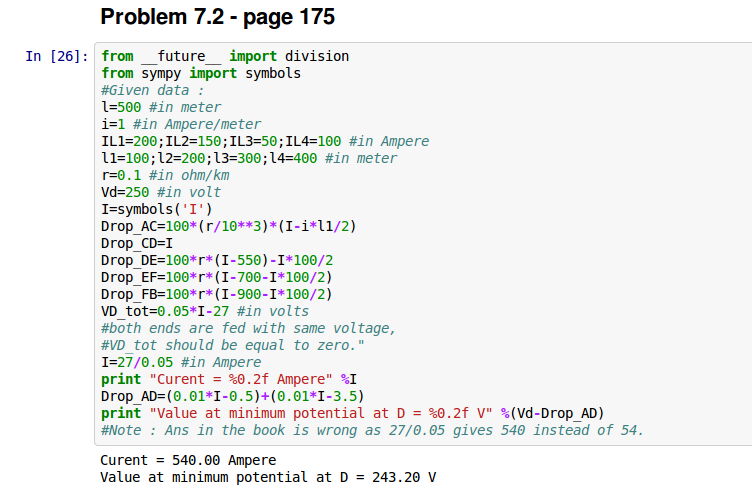 Problem 7.2 - page 175
In [26]:
from __future__ import division
from sympy import symbols
#Given data :
l=500 #in meter
i=1 #in Ampere/meter
IL1=200;IL2=150;IL3=50;IL4=100 #in Ampere
l1=100;l2=200;l3=300;l4=400 #in meter
r=0.1 #in ohm/km
Vd=250 #in volt
I=symbols('I')
Drop_AC=100*(r/10**3)*(I-i*l1/2)
Drop_CD=I
Drop_DE=100*r*(I-550)-I*100/2
Drop_EF=100*r*(I-700-I*100/2)
Drop_FB=100*r*(I-900-I*100/2)
VD_tot=0.05*I-27 #in volts
#both ends are fed with same voltage,
#VD_tot should be equal to zero."
I=27/0.05 #in Ampere
print "Curent = %0.2f Ampere" %I
Drop_AD=(0.01*I-0.5)+(0.01*I-3.5)
print "Value at minimum potential at D = %0.2f V" %(Vd-Drop_AD)
#Note : Ans in the book is wrong as 27/0.05 gives 540 instead of 54.
Curent = 540.00 Ampere
Value at minimum potential at D = 243.20 V